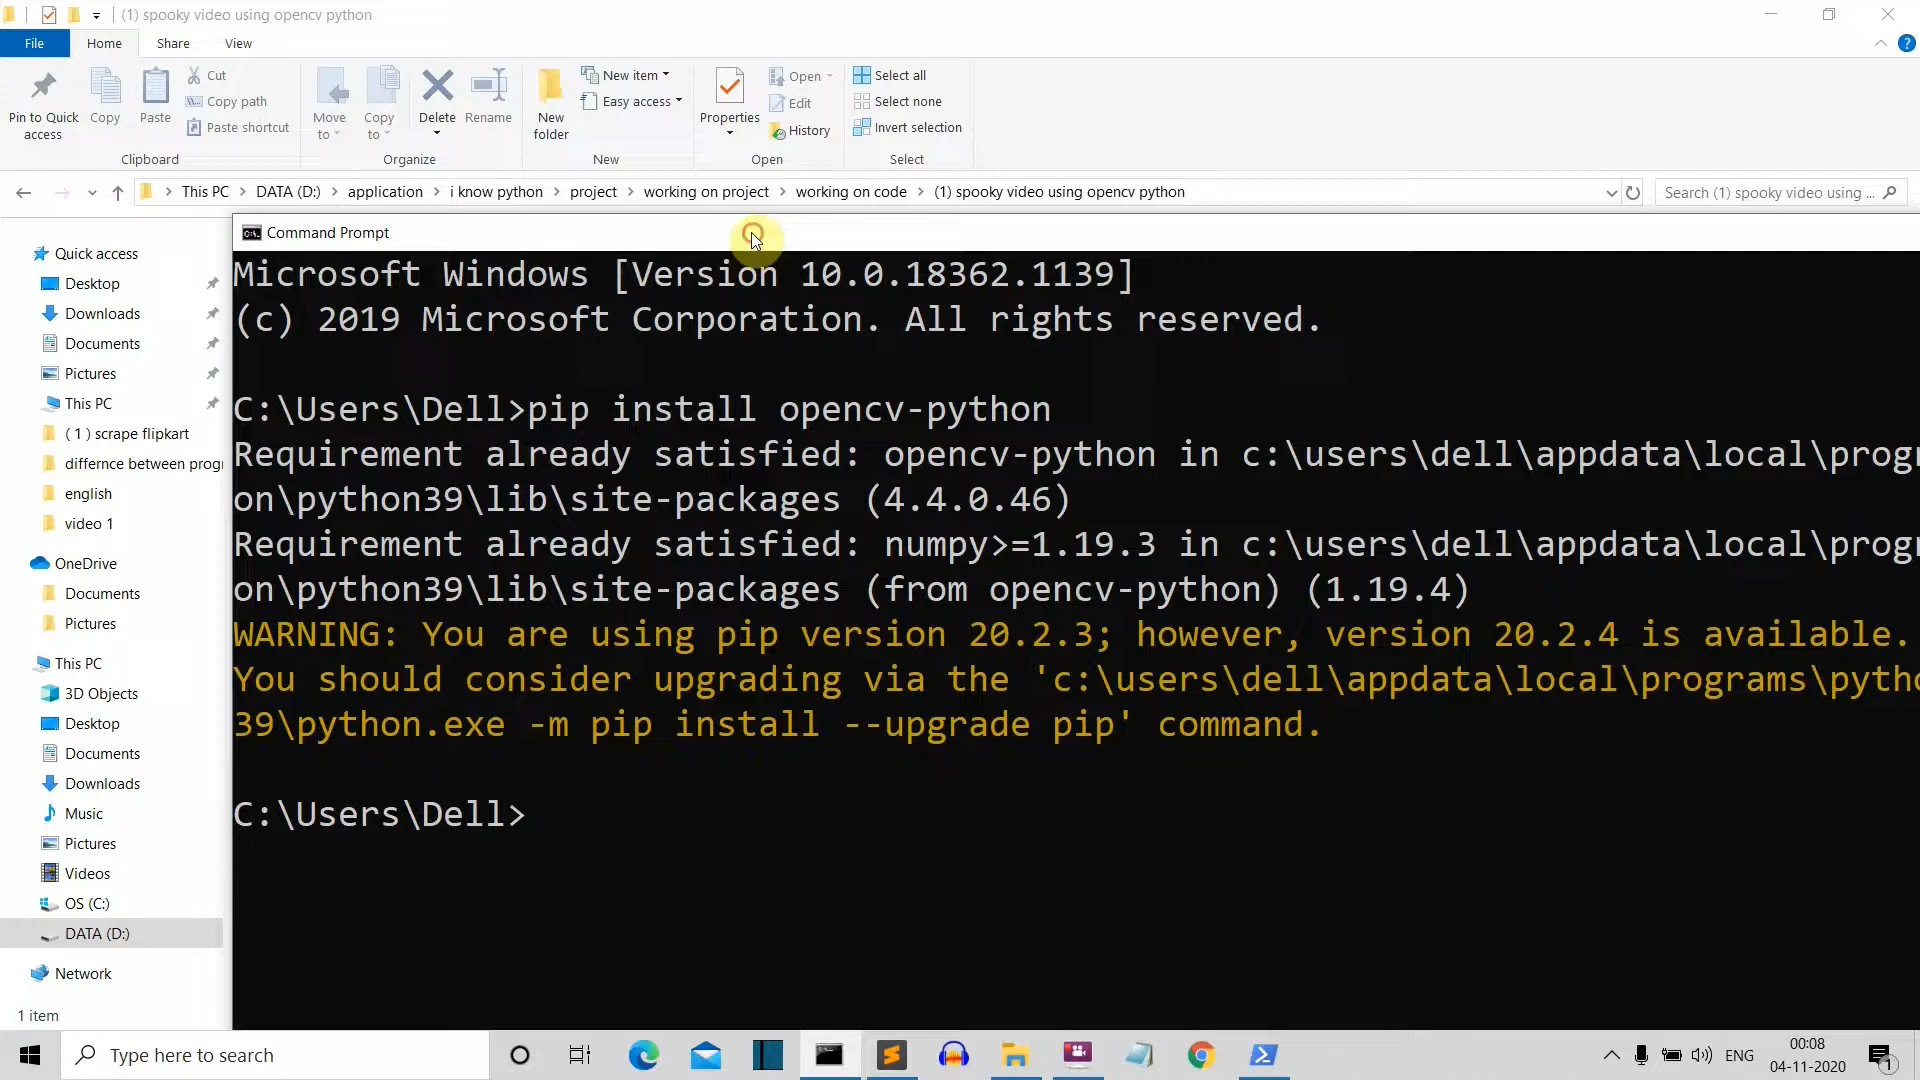 (1) spooky video using opencv python
File Home Share View
Pin to Quick access
Copy
Paste
Cut
Copy path
Paste shortcut
Clipboard
Move to
Copy to
Delete
Rename
Organize
New folder
New item
Easy access
New
Properties
Open
Edit
History
Open
Select all
Select none
Invert selection
Select
This PC > DATA (D:) > application > i know python > project > working on project > working on code > (1) spooky video using opencv python
Search (1) spooky video using ...
Quick access
Desktop
Downloads
Documents
Pictures
This PC
( 1 ) scrape flipkart
differnce between progr
english
video 1
OneDrive
Documents
Pictures
This PC
3D Objects
Desktop
Documents
Downloads
Music
Pictures
Videos
OS (C:)
DATA (D:)
Network
1 item
Command Prompt
Microsoft Windows [Version 10.0.18362.1139]
(c) 2019 Microsoft Corporation. All rights reserved.
C:\Users\Dell>pip install opencv-python
Requirement already satisfied: opencv-python in c:\users\dell\appdata\local\progr
on\python39\lib\site-packages (4.4.0.46)
Requirement already satisfied: numpy>=1.19.3 in c:\users\dell\appdata\local\progr
on\python39\lib\site-packages (from opencv-python) (1.19.4)
WARNING: You are using pip version 20.2.3; however, version 20.2.4 is available.
You should consider upgrading via the 'c:\users\dell\appdata\local\programs\pytho
39\python.exe -m pip install --upgrade pip' command.
C:\Users\Dell>
Type here to search
ENG
00:08
04-11-2020
1